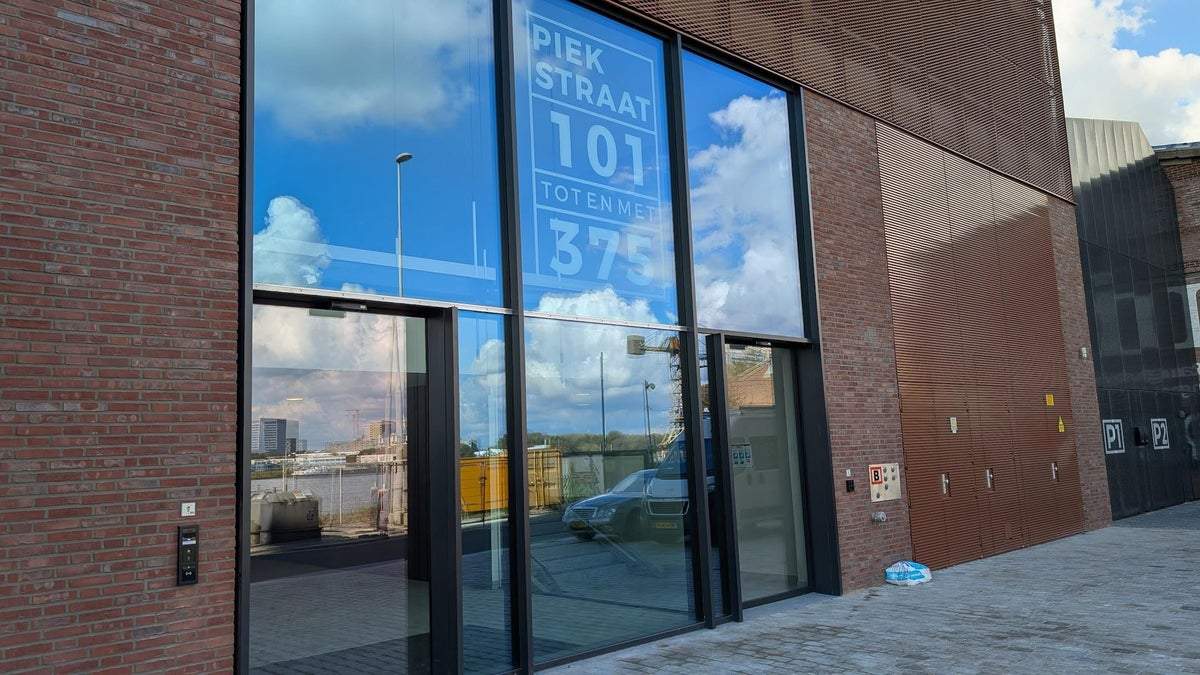 PIEK
STRAAT
101
TOT EN MET
375
B
P1
P2